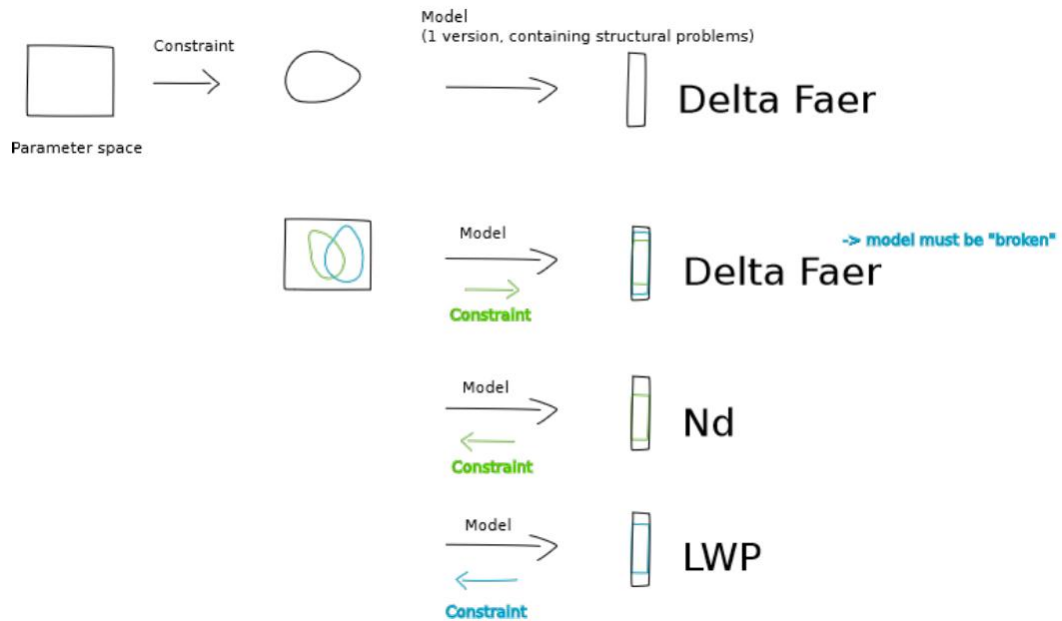 Model
(1 version, containing structural problems)
Constraint
Delta Faer
Parameter space
Model
-> model must be "broken"
Delta Faer
Constraint
Model
Nd
Constraint
Model
LWP
Constraint